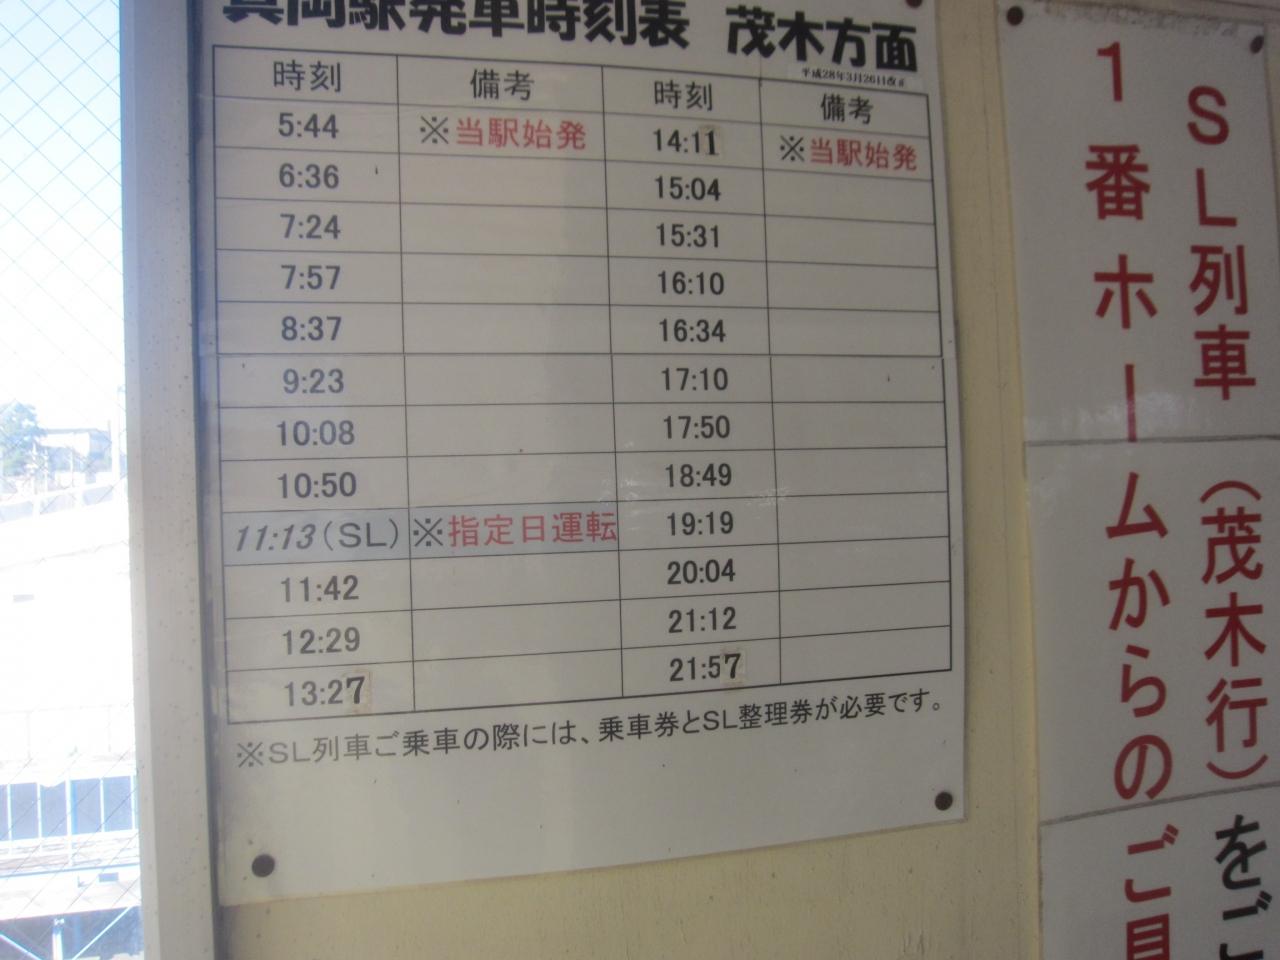 真岡駅発車時刻表 茂木方面
平成28年3月26日改正
時刻 備考 時刻 備考
5:44 ※当駅始発 14:11 ※当駅始発
6:36 15:04
7:24 15:31
7:57 16:10
8:37 16:34
9:23 17:10
10:08 17:50
10:50 18:49
11:13(SL) ※指定日運転 19:19
11:42 20:04
12:29 21:12
13:27 21:57
※SL列車ご乗車の際には、乗車券とSL整理券が必要です。
SL列車(茂木行)をご
1番ホームからのご見